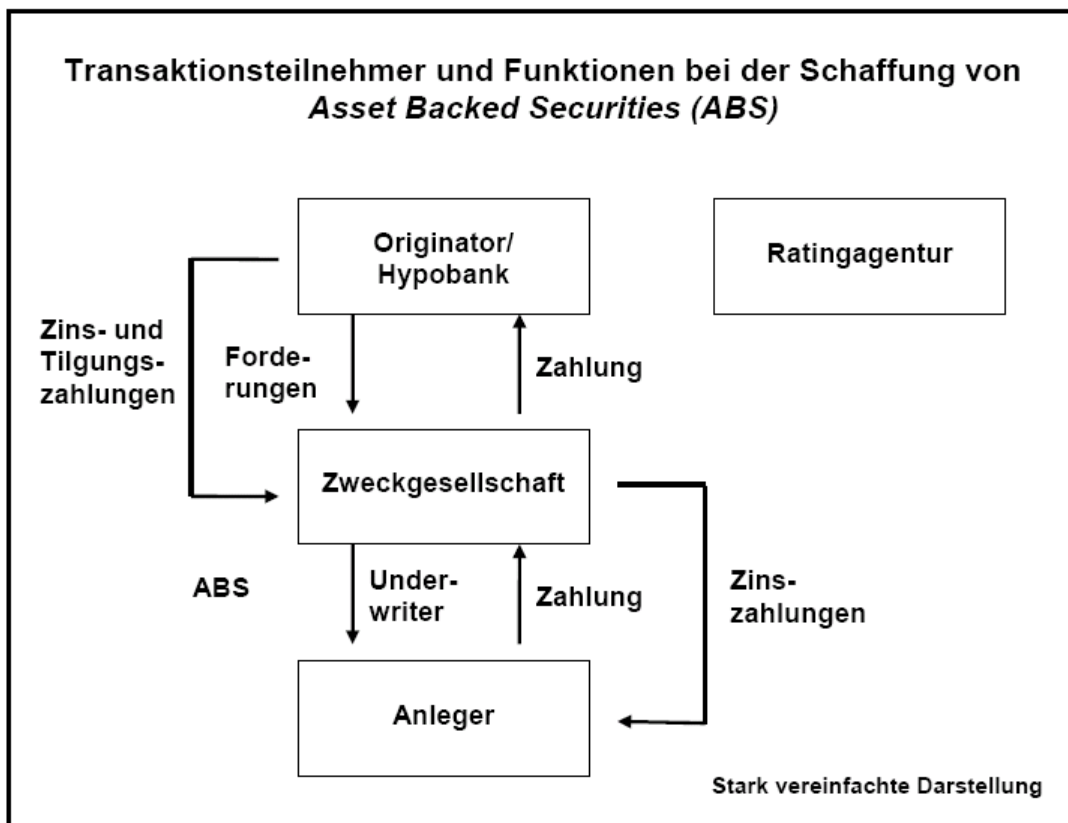 Transaktionsteilnehmer und Funktionen bei der Schaffung von
Asset Backed Securities (ABS)
Originator/
Hypobank
Ratingagentur
Zins- und
Tilgungs-
zahlungen
Forde-
rungen
Zahlung
Zweckgesellschaft
ABS
Under-
writer
Zahlung
Zins-
zahlungen
Anleger
Stark vereinfachte Darstellung